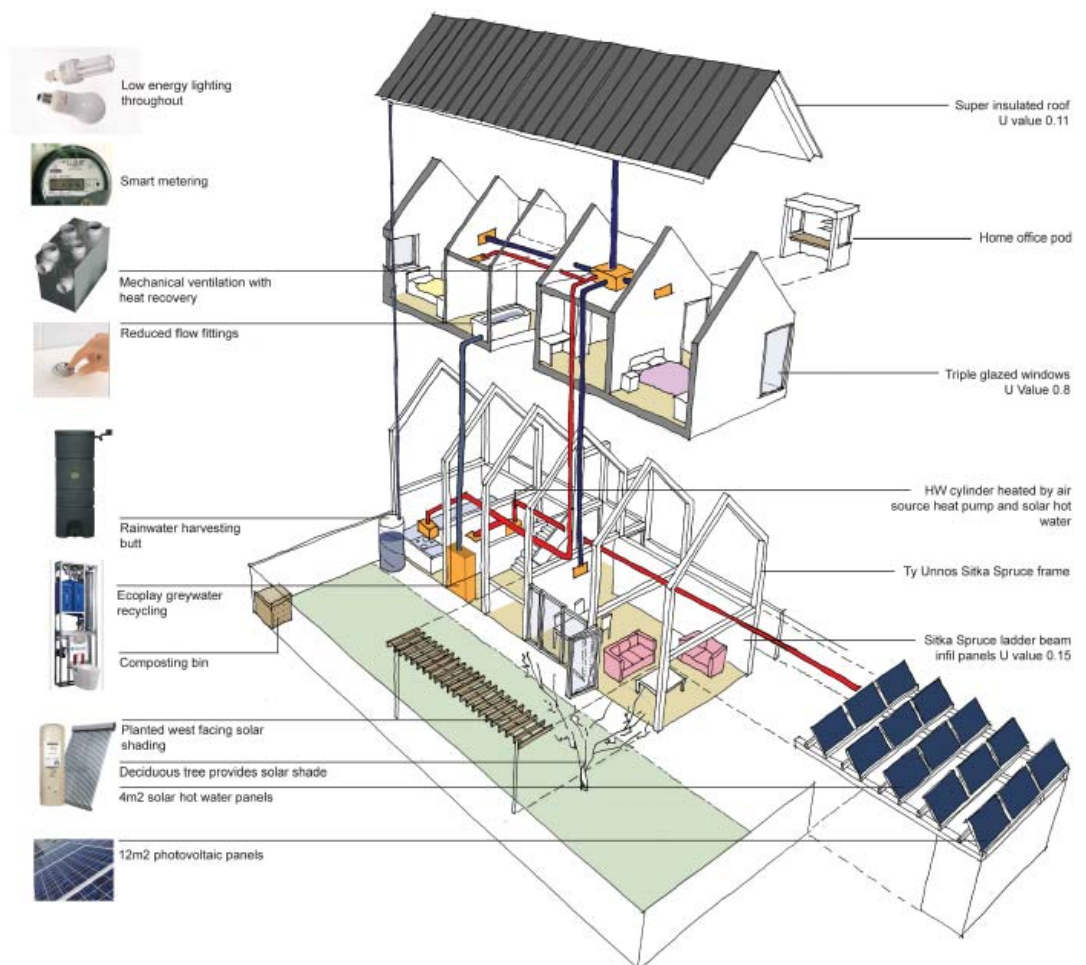 Low energy lighting
throughout
Smart metering
Mechanical ventilation with
heat recovery
Reduced flow fittings
Rainwater harvesting
butt
Ecoplay greywater
recycling
Composting bin
Planted west facing solar
shading
Deciduous tree provides solar shade
4m2 solar hot water panels
12m2 photovoltaic panels
Super insulated roof
U value 0.11
Home office pod
Triple glazed windows
U Value 0.8
HW cylinder heated by air
source heat pump and solar hot
water
Ty Unnos Sitka Spruce frame
Sitka Spruce ladder beam
infil panels U value 0.15